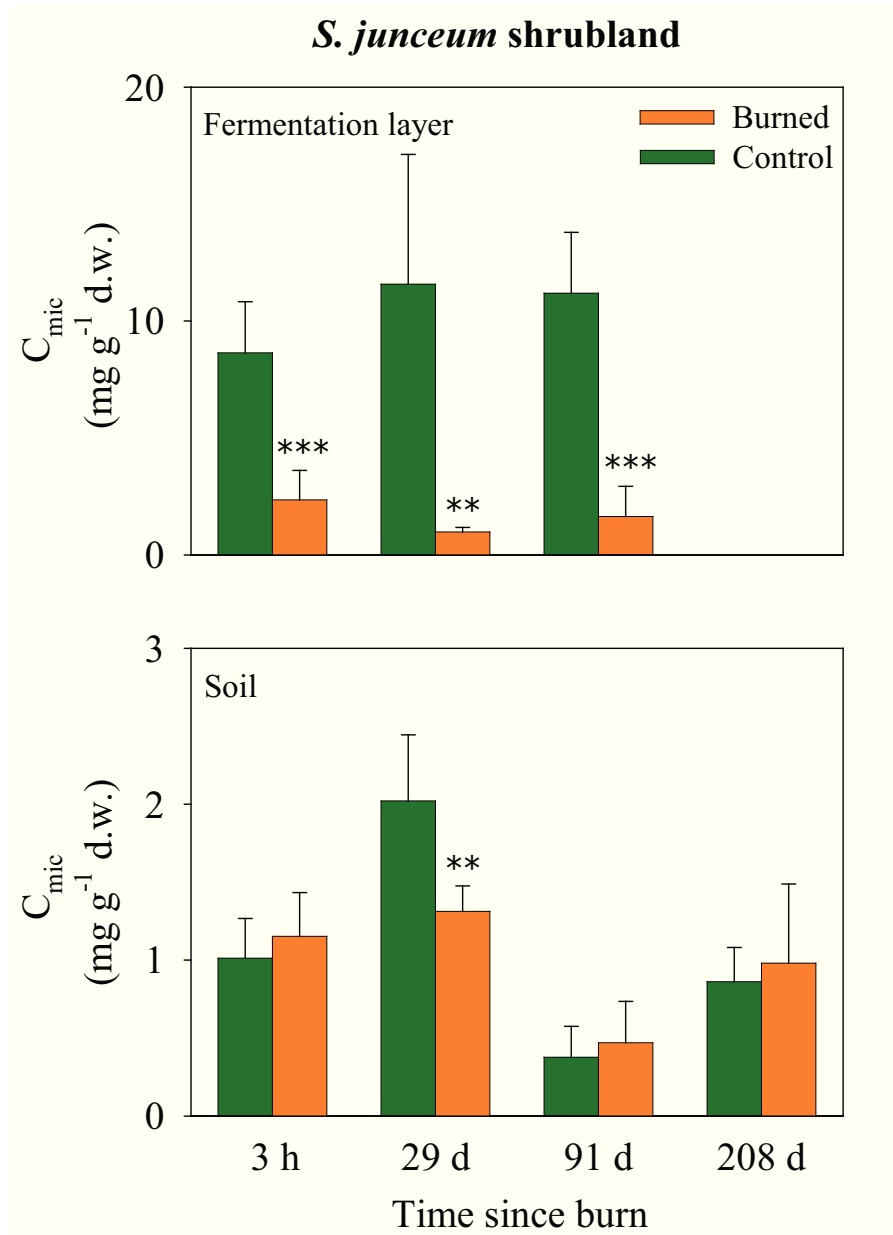 S. junceum shrubland
20
Fermentation layer
Burned
Control
C_mic
(mg g^-1 d.w.)
10
***
**
***
0
3
Soil
C_mic
(mg g^-1 d.w.)
2
**
1
0
3 h 29 d 91 d 208 d
Time since burn